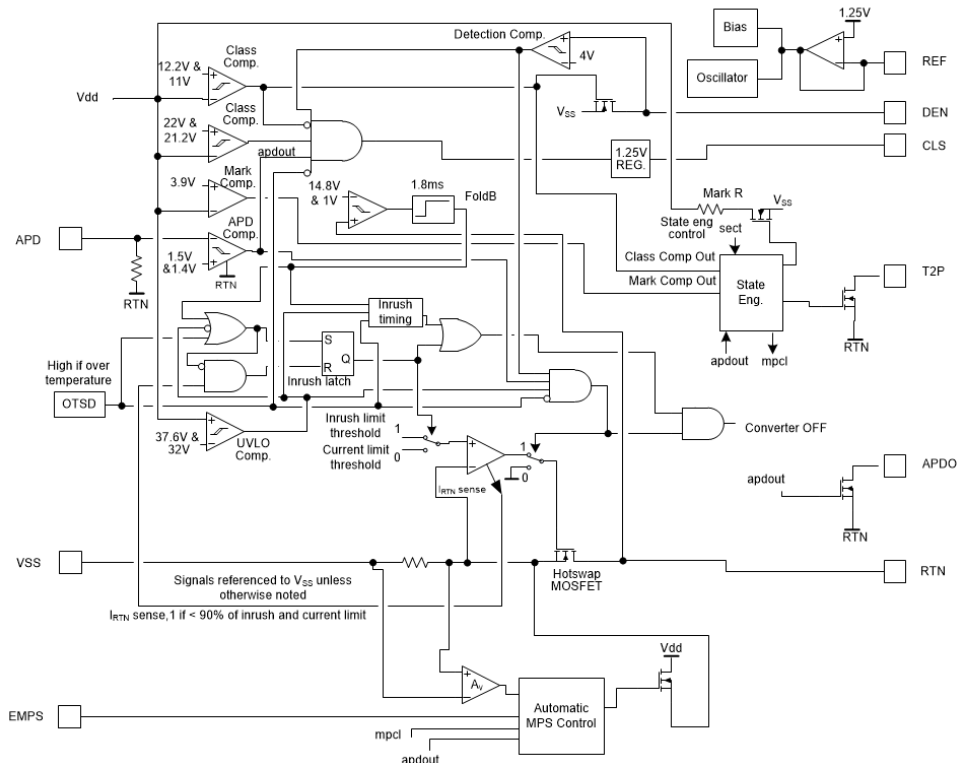 Detection Comp.
4V
Bias
Oscillator
1.25V
REF
Class
Comp.
12.2V &
11V
Vdd
VSS
DEN
Class
Comp.
22V &
21.2V
apdout
1.25V
REG.
CLS
Mark
Comp.
3.9V
14.8V
& 1V
1.8ms
FoldB
Mark R
VSS
State eng
control
sect
APD
APD
Comp.
1.5V
&1.4V
RTN
RTN
Class Comp Out
Mark Comp Out
State
Eng.
T2P
RTN
apdout
mpcl
Inrush
timing
S
R
Q
Inrush latch
High if over
temperature
OTSD
37.6V &
32V
UVLO
Comp.
Inrush limit
threshold
1
Current limit
threshold
0
1
0
IRTN sense
Converter OFF
apdout
APDO
RTN
VSS
Hotswap
MOSFET
RTN
Signals referenced to VSS unless
otherwise noted
IRTN sense,1 if < 90% of inrush and current limit
Vdd
AV
Automatic
MPS Control
EMPS
mpcl
apdout